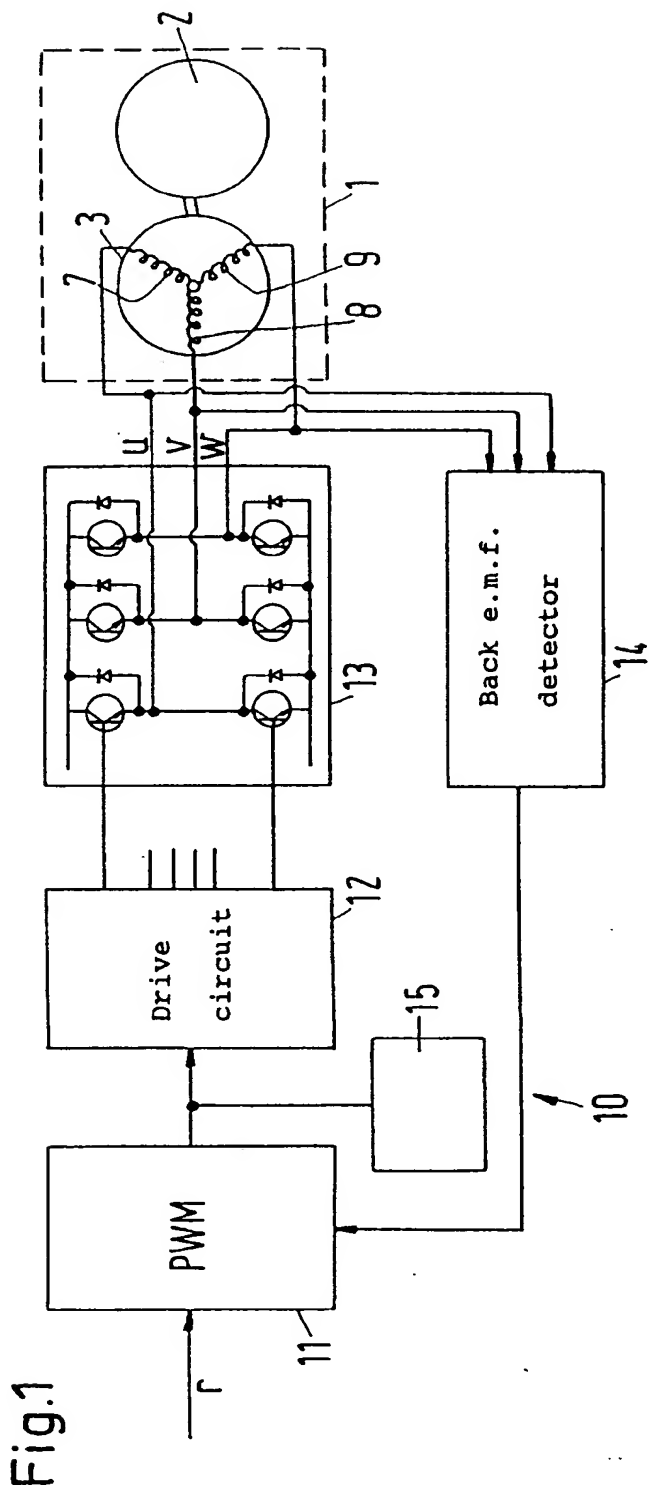 Fig.1
r
PWM
11
15
10
Drive
circuit
12
13
U
V
W
Back e.m.f.
detector
14
7
3
8
9
2
1